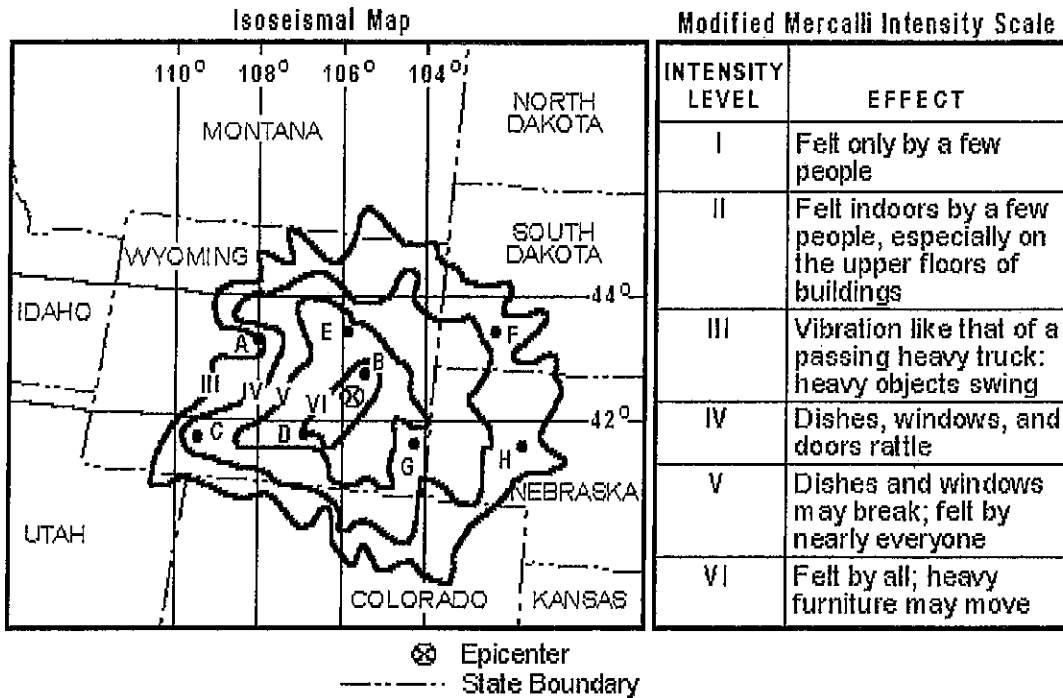 Isoseismal Map
110° 108° 106° 104°
MONTANA
NORTH
DAKOTA
WYOMING
SOUTH
DAKOTA
IDAHO
44°
E
F
A
B
III
IV
V
VI
42°
C
D
G
H
NEBRASKA
UTAH
COLORADO
KANSAS
Epicenter
State Boundary
Modified Mercalli Intensity Scale
INTENSITY
LEVEL
EFFECT
I
Felt only by a few
people
II
Felt indoors by a few
people, especially on
the upper floors of
buildings
III
Vibration like that of a
passing heavy truck:
heavy objects swing
IV
Dishes, windows, and
doors rattle
V
Dishes and windows
may break; felt by
nearly everyone
VI
Felt by all; heavy
furniture may move